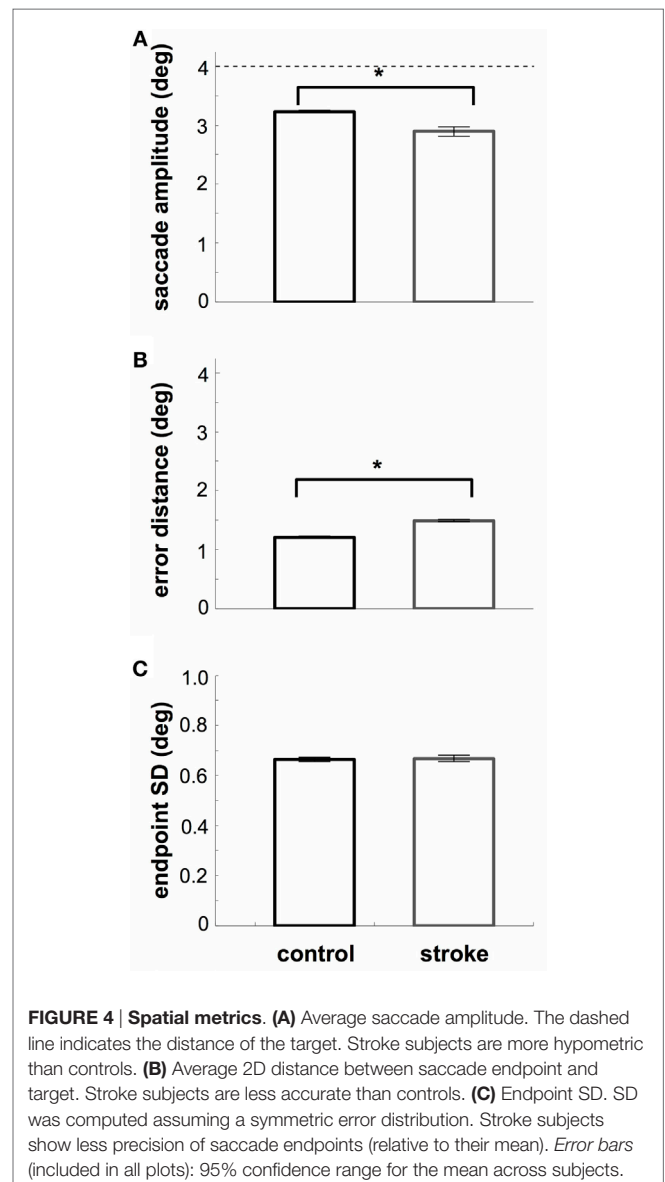 A
saccade amplitude (deg)
4
3
2
1
0
*
B
error distance (deg)
4
3
2
1
0
*
C
endpoint SD (deg)
1.0
0.8
0.6
0.4
0.2
0
control stroke
FIGURE 4 | Spatial metrics. (A) Average saccade amplitude. The dashed
line indicates the distance of the target. Stroke subjects are more hypometric
than controls. (B) Average 2D distance between saccade endpoint and
target. Stroke subjects are less accurate than controls. (C) Endpoint SD. SD
was computed assuming a symmetric error distribution. Stroke subjects
show less precision of saccade endpoints (relative to their mean). Error bars
(included in all plots): 95% confidence range for the mean across subjects.